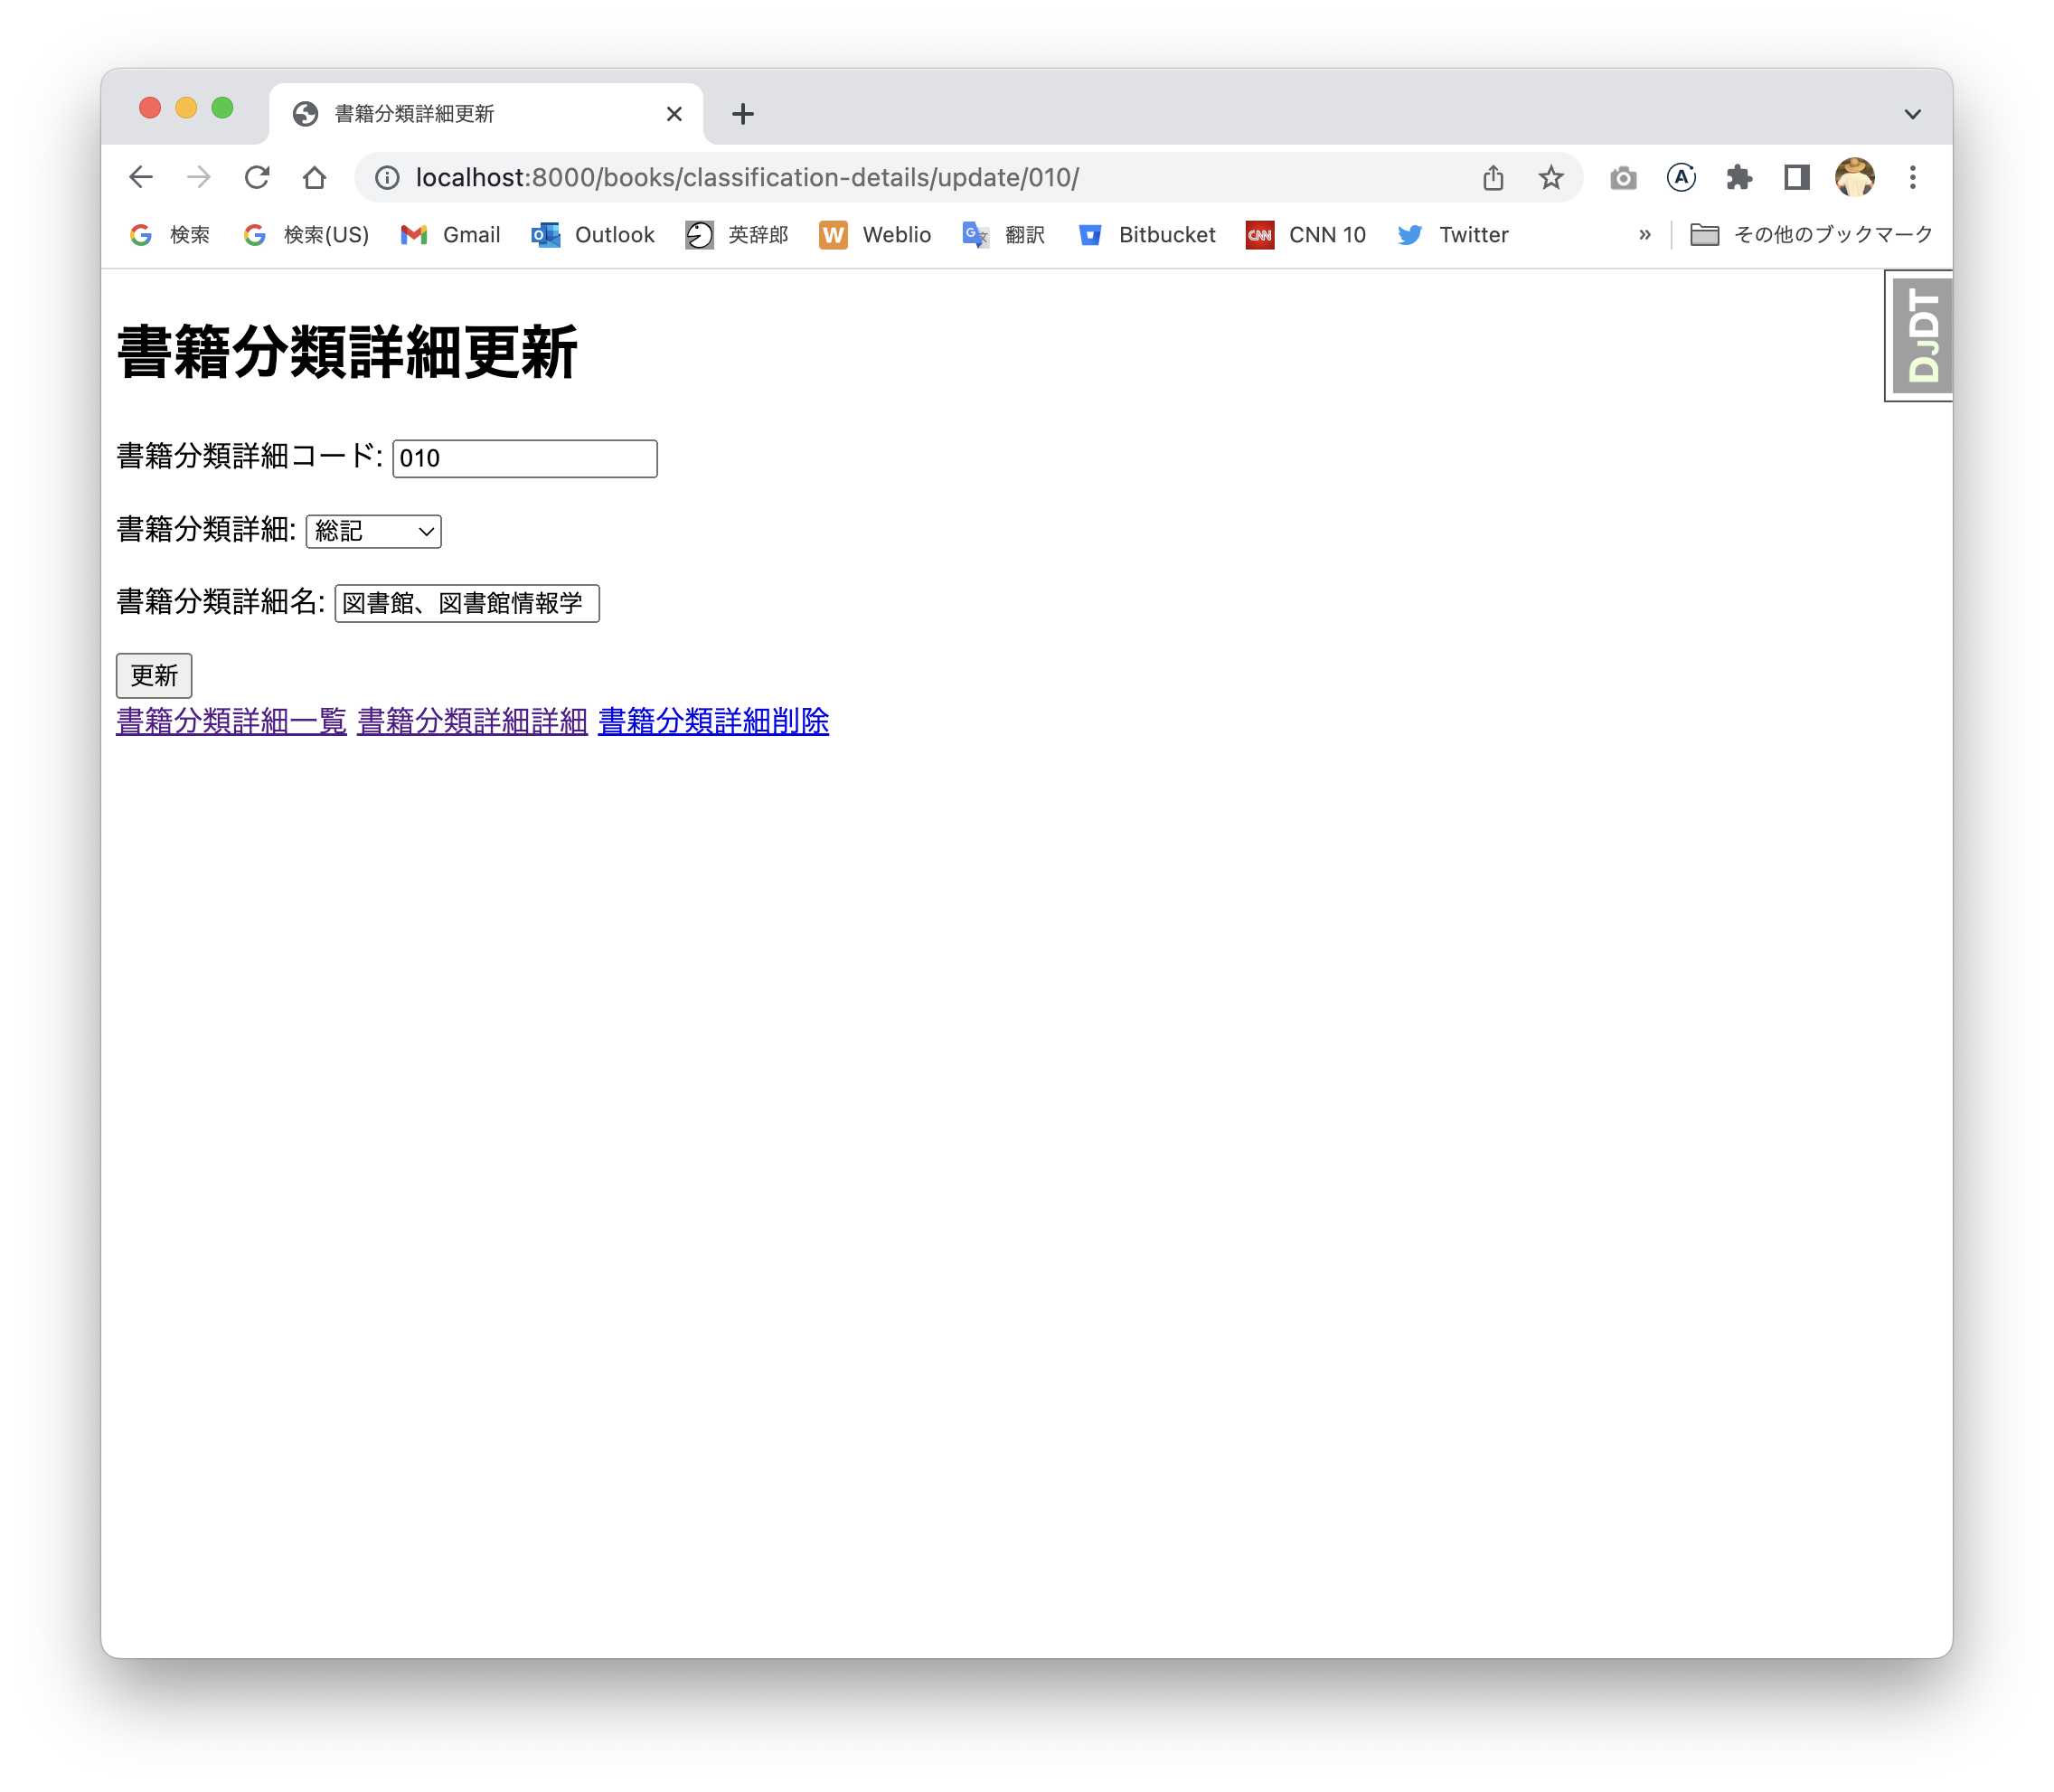 書籍分類詳細更新
localhost:8000/books/classification-details/update/010/
検索 検索(US) Gmail Outlook 英辞郎 Weblio 翻訳 Bitbucket CNN 10 Twitter » その他のブックマーク
DJDT
書籍分類詳細更新
書籍分類詳細コード: 010
書籍分類詳細: 総記
書籍分類詳細名: 図書館、図書館情報学
更新
書籍分類詳細一覧 書籍分類詳細詳細 書籍分類詳細削除